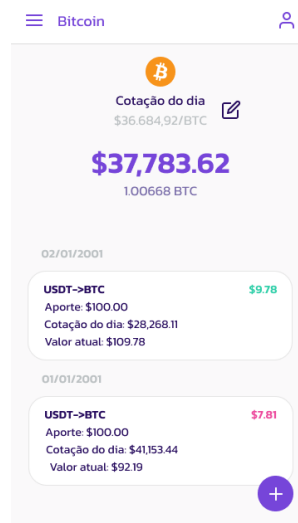 Bitcoin
Cotação do dia
$36.684,92/BTC
$37,783.62
1.00668 BTC
02/01/2001
USDT->BTC $9.78
Aporte: $100.00
Cotação do dia: $28,268.11
Valor atual: $109.78
01/01/2001
USDT->BTC $7.81
Aporte: $100.00
Cotação do dia: $41,153.44
Valor atual: $92.19